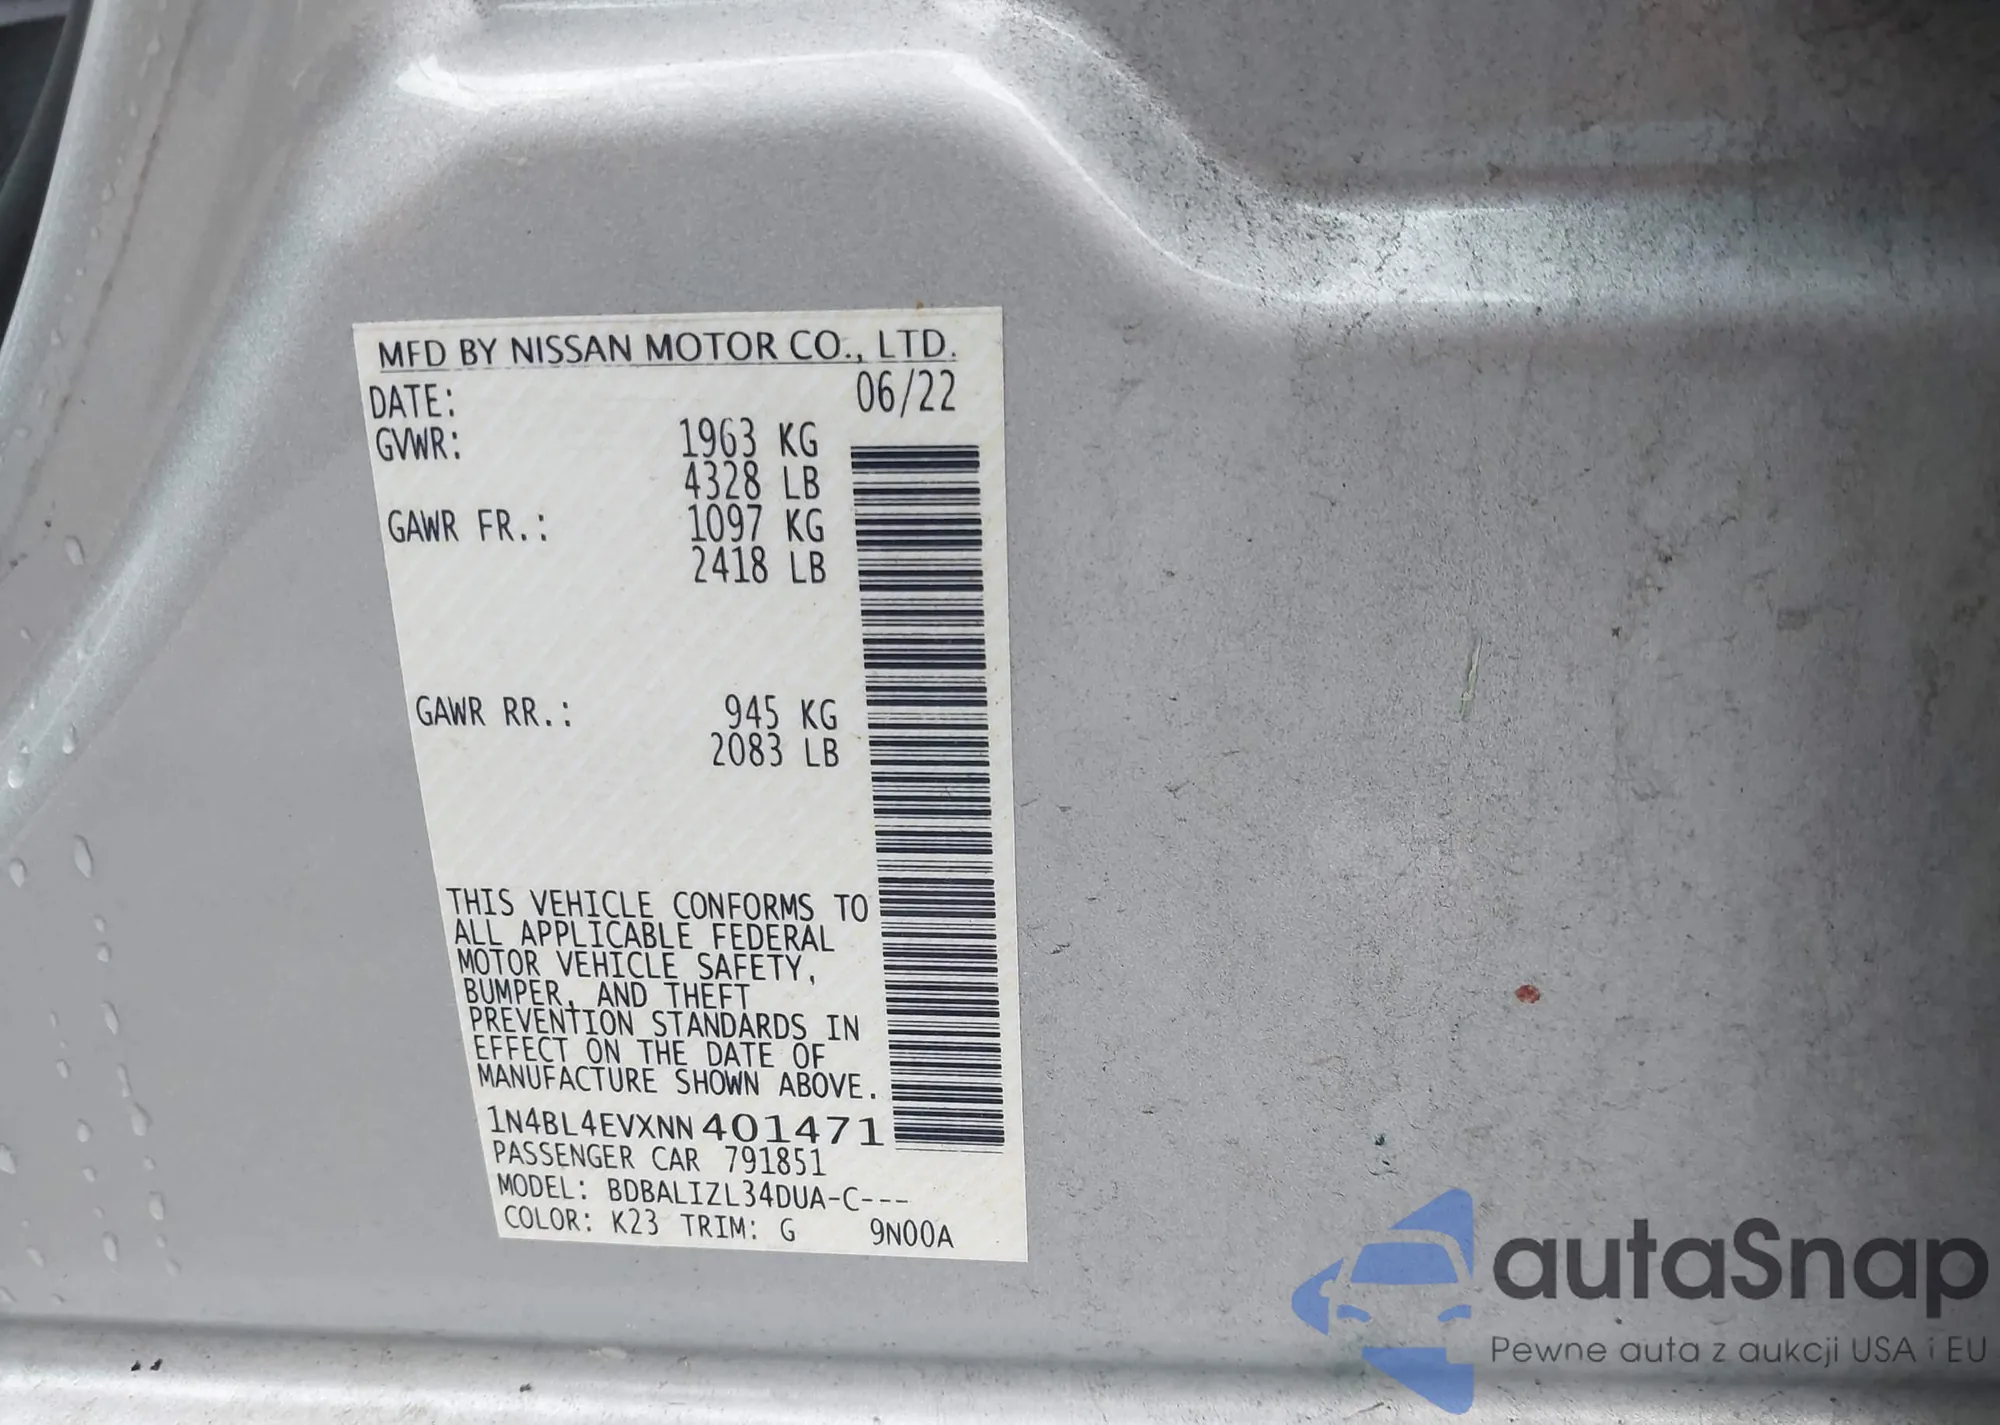 MFD BY NISSAN MOTOR CO., LTD.
DATE: 06/22
GVWR: 1963 KG
4328 LB
GAWR FR.: 1097 KG
2418 LB
GAWR RR.: 945 KG
2083 LB
THIS VEHICLE CONFORMS TO
ALL APPLICABLE FEDERAL
MOTOR VEHICLE SAFETY,
BUMPER, AND THEFT
PREVENTION STANDARDS IN
EFFECT ON THE DATE OF
MANUFACTURE SHOWN ABOVE.
1N4BL4EVXNN401471
PASSENGER CAR 791851
MODEL: BDBALIZL34DUA-C---
COLOR: K23 TRIM: G 9N00A
autaSnap
Pewne auta z aukcji USA i EU